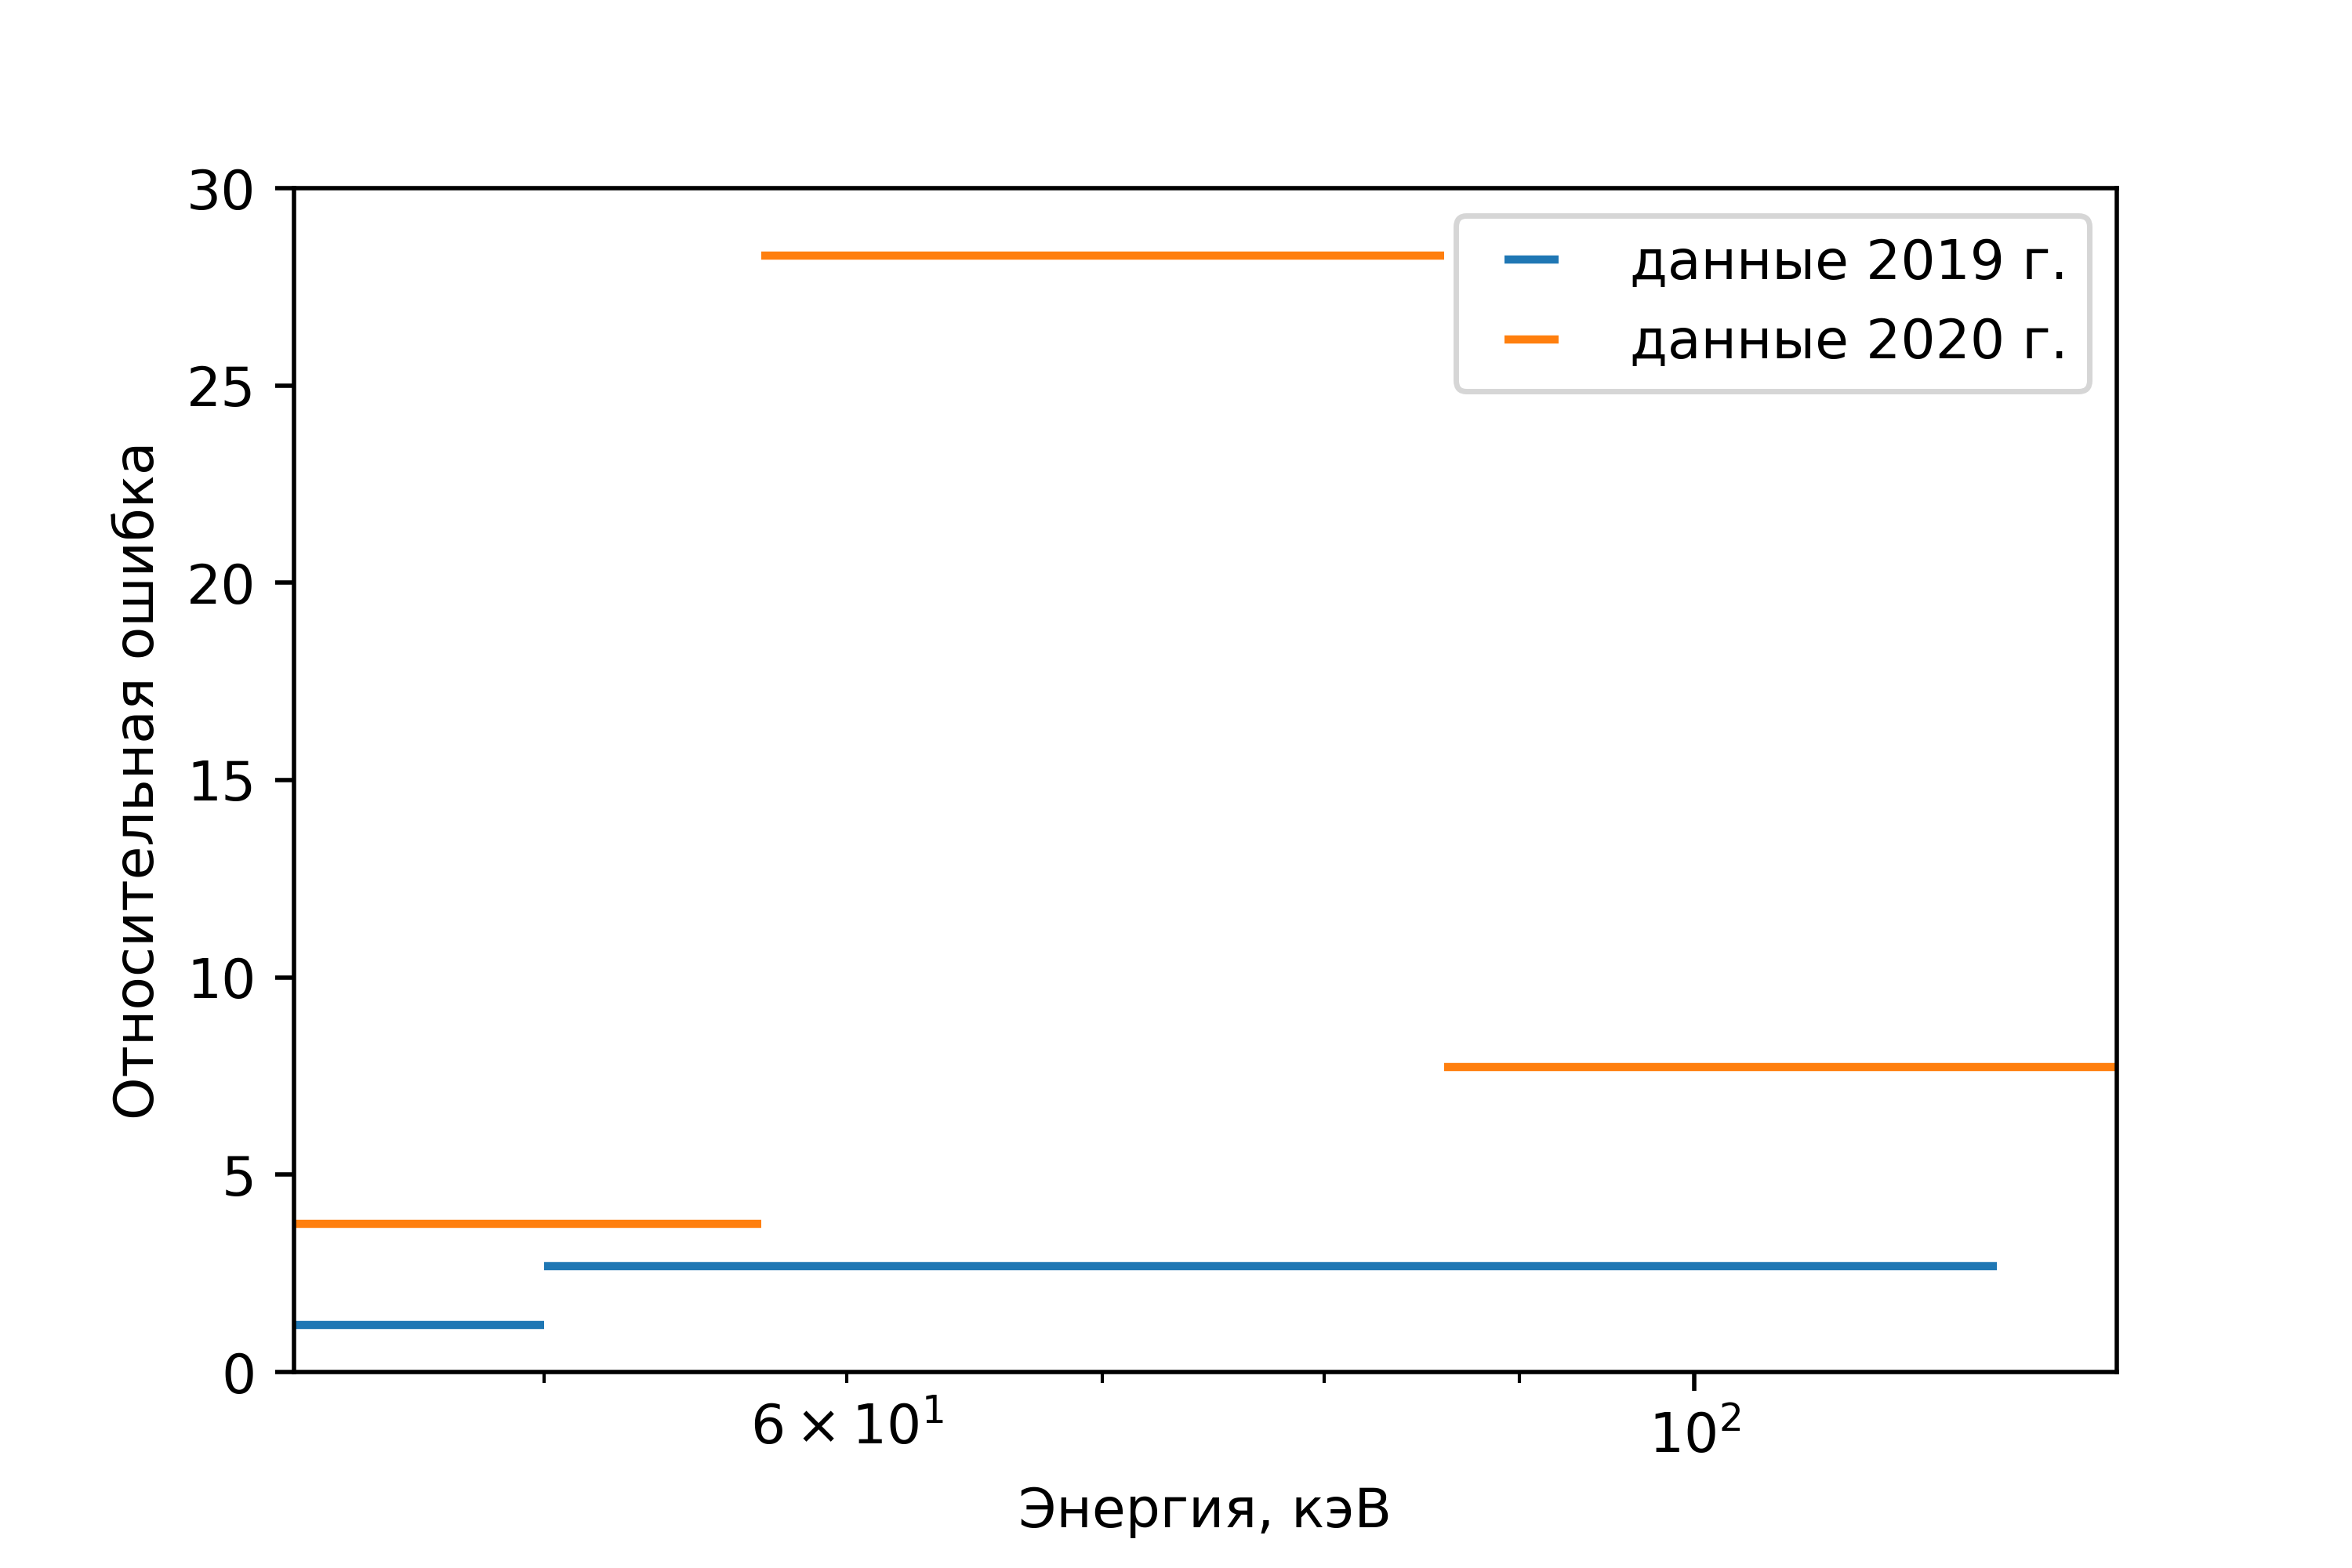 30
25
20
15
10
5
0
Относительная ошибка
данные 2019 г.
данные 2020 г.
6 × 10¹
10²
Энергия, кэВ